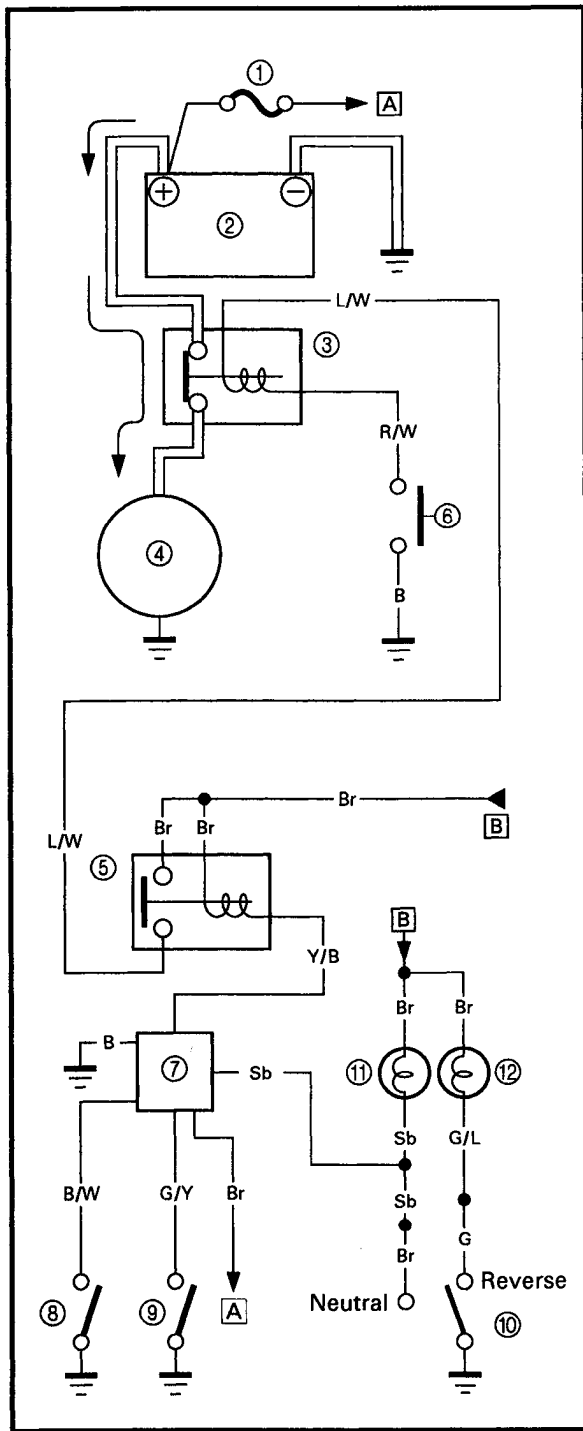 ① A
+ −
②
L/W
③
R/W
⑥
④
B
Br
Br Br B
L/W
⑤
B
Y/B
Br Br
B
⑦ Sb ⑪ ⑫
Sb G/L
B/W G/Y Br Sb
G
Br
Reverse
Neutral
⑧ ⑨ A ⑩